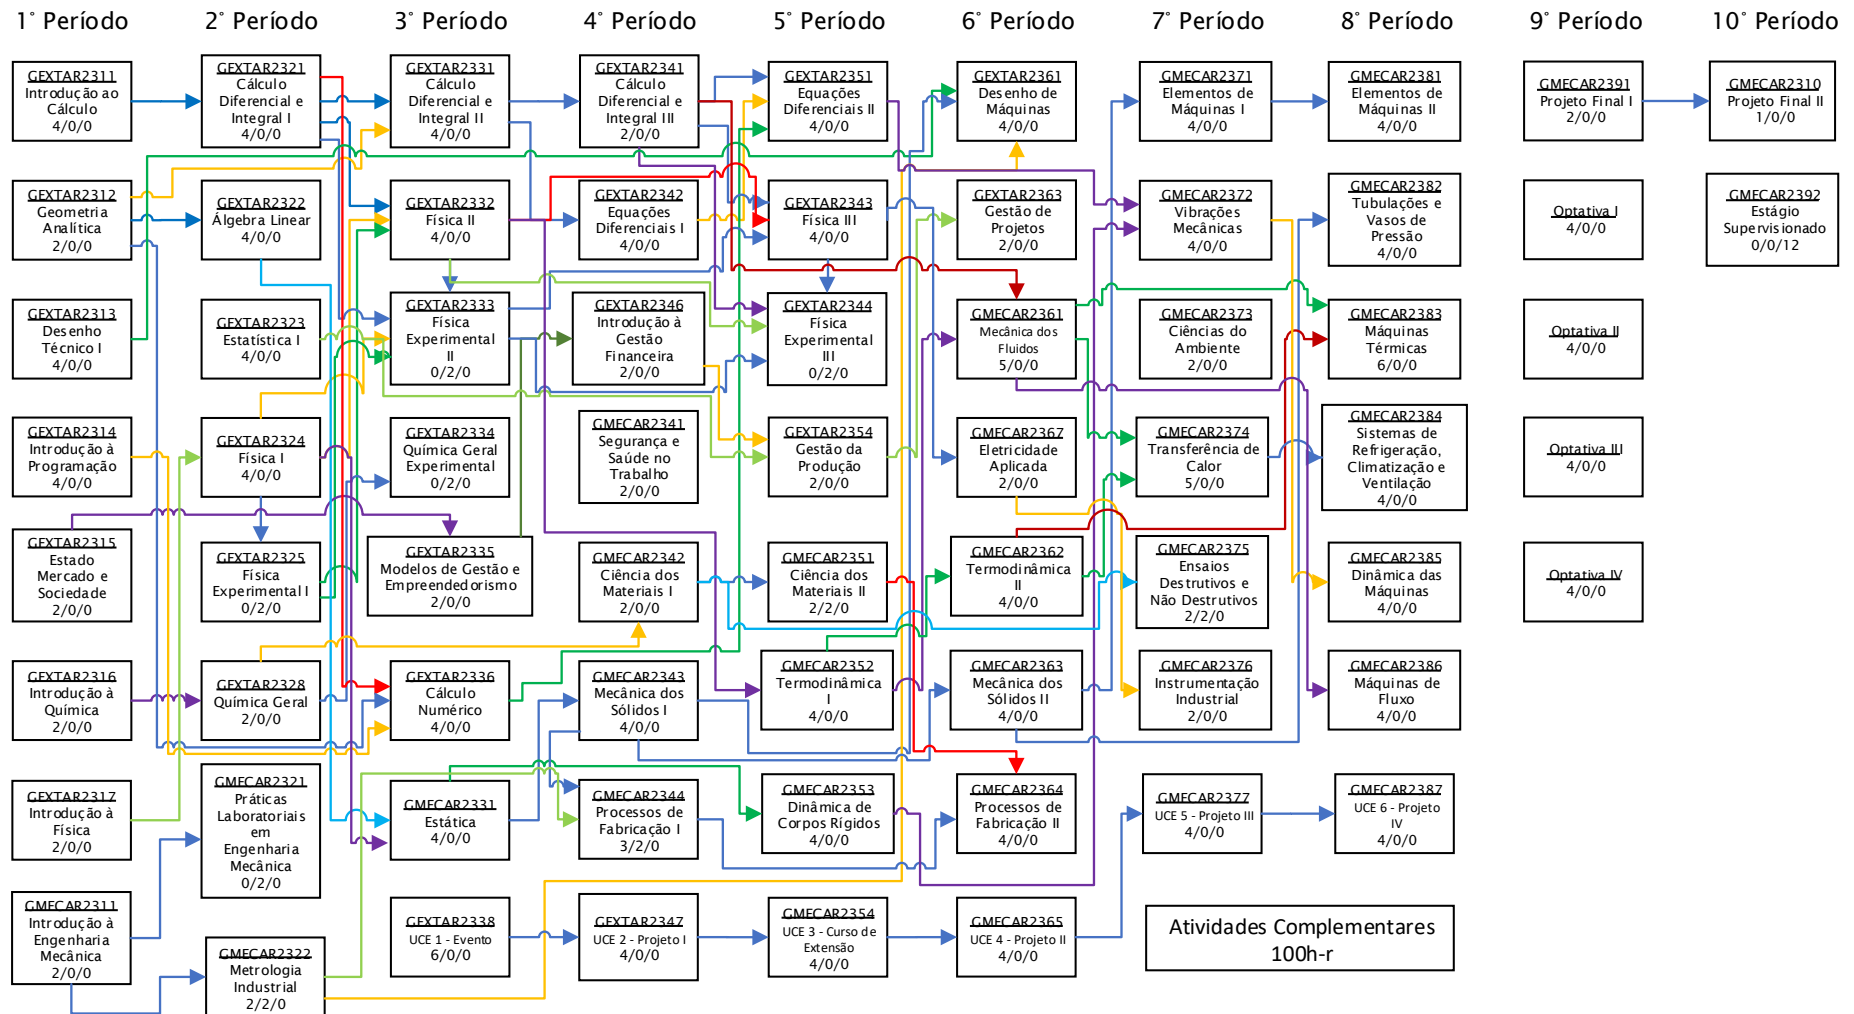 1° Período
2° Período
3° Período
4° Período
5° Período
6° Período
7° Período
8° Período
9° Período
10° Período
GEXTAR2311
Introdução ao
Cálculo
4/0/0
GEXTAR2312
Geometria
Analítica
2/0/0
GEXTAR2313
Desenho
Técnico I
4/0/0
GEXTAR2314
Introdução à
Programação
4/0/0
GEXTAR2315
Estado
Mercado e
Sociedade
2/0/0
GEXTAR2316
Introdução à
Química
2/0/0
GEXTAR2317
Introdução à
Física
2/0/0
GMECAR2311
Introdução à
Engenharia
Mecânica
2/0/0
GEXTAR2321
Cálculo
Diferencial e
Integral I
4/0/0
GEXTAR2322
Álgebra Linear
4/0/0
GEXTAR2323
Estatística I
4/0/0
GEXTAR2324
Física I
4/0/0
GEXTAR2325
Física
Experimental I
0/2/0
GEXTAR2328
Química Geral
2/0/0
GMECAR2321
Práticas
Laboratoriais
em
Engenharia
Mecânica
0/2/0
GMECAR2322
Metrologia
Industrial
2/2/0
GEXTAR2331
Cálculo
Diferencial e
Integral II
4/0/0
GEXTAR2332
Física II
4/0/0
GEXTAR2333
Física
Experimental
II
0/2/0
GEXTAR2334
Química Geral
Experimental
0/2/0
GEXTAR2335
Modelos de Gestão e
Empreendedorismo
2/0/0
GEXTAR2336
Cálculo
Numérico
4/0/0
GMECAR2331
Estática
4/0/0
GEXTAR2338
UCE 1 - Evento
6/0/0
GEXTAR2341
Cálculo
Diferencial e
Integral III
2/0/0
GEXTAR2342
Equações
Diferenciais I
4/0/0
GEXTAR2346
Introdução à
Gestão
Financeira
2/0/0
GMECAR2341
Segurança e
Saúde no
Trabalho
2/0/0
GMECAR2342
Ciência dos
Materiais I
2/0/0
GMECAR2343
Mecânica dos
Sólidos I
4/0/0
GMECAR2344
Processos de
Fabricação I
3/2/0
GEXTAR2347
UCE 2 - Projeto I
4/0/0
GEXTAR2351
Equações
Diferenciais II
4/0/0
GEXTAR2343
Física III
4/0/0
GEXTAR2344
Física
Experimental
III
0/2/0
GEXTAR2354
Gestão da
Produção
2/0/0
GMECAR2351
Ciência dos
Materiais II
2/2/0
GMECAR2352
Termodinâmica
I
4/0/0
GMECAR2353
Dinâmica de
Corpos Rígidos
4/0/0
GMECAR2354
UCE 3 - Curso de
Extensão
4/0/0
GEXTAR2361
Desenho de
Máquinas
4/0/0
GEXTAR2363
Gestão de
Projetos
2/0/0
GMECAR2361
Mecânica dos
Fluidos
5/0/0
GMECAR2367
Eletricidade
Aplicada
2/0/0
GMECAR2362
Termodinâmica
II
4/0/0
GMECAR2363
Mecânica dos
Sólidos II
4/0/0
GMECAR2364
Processos de
Fabricação II
4/0/0
GMECAR2365
UCE 4 - Projeto II
4/0/0
GMECAR2371
Elementos de
Máquinas I
4/0/0
GMECAR2372
Vibrações
Mecânicas
4/0/0
GMECAR2373
Ciências do
Ambiente
2/0/0
GMECAR2374
Transferência de
Calor
5/0/0
GMECAR2375
Ensaios
Destrutivos e
Não Destrutivos
2/2/0
GMECAR2376
Instrumentação
Industrial
2/0/0
GMECAR2377
UCE 5 - Projeto III
4/0/0
Atividades Complementares
100h-r
GMECAR2381
Elementos de
Máquinas II
4/0/0
GMECAR2382
Tubulações e
Vasos de
Pressão
4/0/0
GMECAR2383
Máquinas
Térmicas
6/0/0
GMECAR2384
Sistemas de
Refrigeração,
Climatização e
Ventilação
4/0/0
GMECAR2385
Dinâmica das
Máquinas
4/0/0
GMECAR2386
Máquinas de
Fluxo
4/0/0
GMECAR2387
UCE 6 - Projeto
IV
4/0/0
GMECAR2391
Projeto Final I
2/0/0
Optativa I
4/0/0
Optativa II
4/0/0
Optativa III
4/0/0
Optativa IV
4/0/0
GMECAR2310
Projeto Final II
1/0/0
GMECAR2392
Estágio
Supervisionado
0/0/12